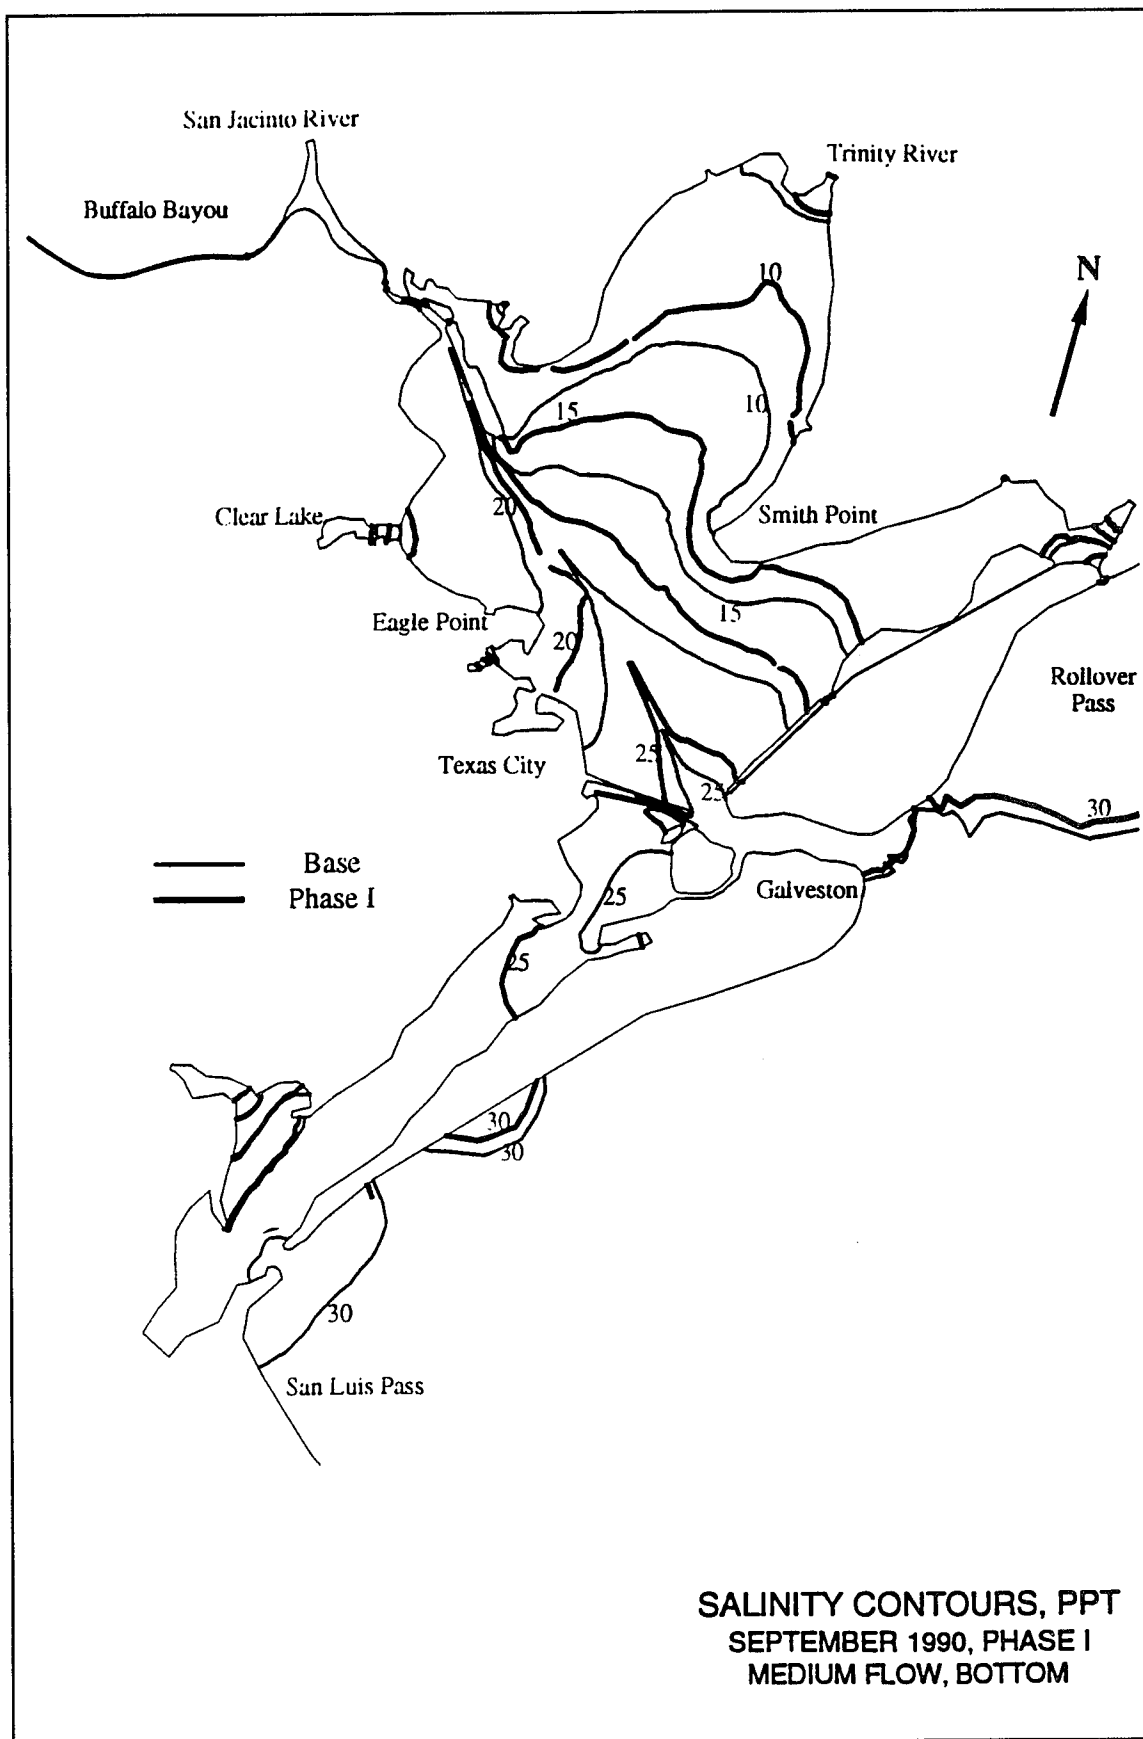 San Jacinto River
Trinity River
Buffalo Bayou
N
10
15
10
20
Clear Lake
Smith Point
15
Eagle Point
20
Rollover
Pass
Texas City
25
25
30
Base
Phase I
Galveston
25
25
30
30
30
San Luis Pass
SALINITY CONTOURS, PPT
SEPTEMBER 1990, PHASE I
MEDIUM FLOW, BOTTOM